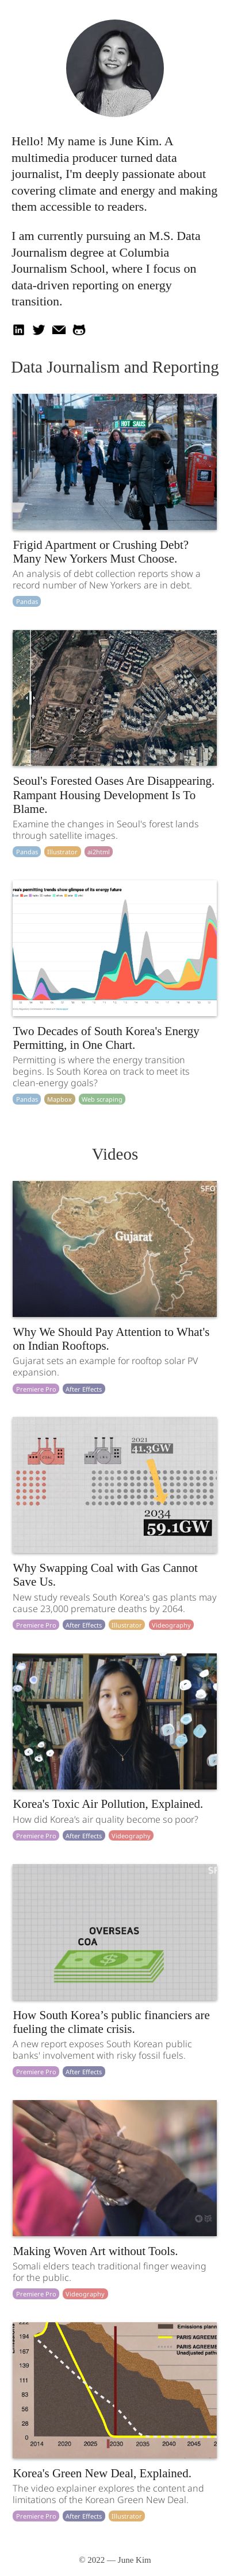 Hello! My name is June Kim. A
multimedia producer turned data
journalist, I'm deeply passionate about
covering climate and energy and making
them accessible to readers.
I am currently pursuing an M.S. Data
Journalism degree at Columbia
Journalism School, where I focus on
data-driven reporting on energy
transition.
Data Journalism and Reporting
HOT SUBS
Frigid Apartment or Crushing Debt?
Many New Yorkers Must Choose.
An analysis of debt collection reports show a
record number of New Yorkers are in debt.
Pandas
Seoul's Forested Oases Are Disappearing.
Rampant Housing Development Is To
Blame.
Examine the changes in Seoul's forest lands
through satellite images.
Pandas Illustrator ai2html
permitting trends show glimpse of its energy future
Two Decades of South Korea's Energy
Permitting, in one Chart.
Permitting is where the energy transition
begins. Is South Korea on track to meet its
clean-energy goals?
Pandas Mapbox Web scraping
Videos
Gujarat
Why We Should Pay Attention to What's
on Indian Rooftops.
Gujarat sets an example for rooftop solar PV
expansion.
Premiere Pro After Effects
2021
41.3GW
2034
59.1GW
Why Swapping Coal with Gas Cannot
Save Us.
New study reveals South Korea's gas plants may
cause 23,000 premature deaths by 2064.
Premiere Pro After Effects Illustrator Videography
Korea's Toxic Air Pollution, Explained.
How did Korea's air quality become so poor?
Premiere Pro After Effects Videography
OVERSEAS
COA
How South Korea's public financiers are
fueling the climate crisis.
A new report exposes South Korean public
banks' involvement with risky fossil fuels.
Premiere Pro After Effects
Making Woven Art without Tools.
Somali elders teach traditional finger weaving
for the public.
Premiere Pro Videography
Emissions plann
PARIS AGREEME
PARIS AGREEME
Unadjusted path
194
167
139
111
83
56
28
0
2014 2020 2025 2030 2035 2040 2045
Korea's Green New Deal, Explained.
The video explainer explores the content and
limitations of the Korean Green New Deal.
Premiere Pro After Effects Illustrator
© 2022 — June Kim